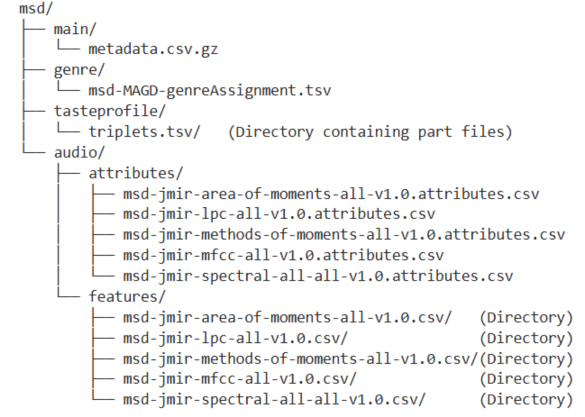 msd/
├── main/
│   └── metadata.csv.gz
├── genre/
│   └── msd-MAGD-genreAssignment.tsv
├── tasteprofile/
│   └── triplets.tsv/   (Directory containing part files)
└── audio/
    ├── attributes/
    │   ├── msd-jmir-area-of-moments-all-v1.0.attributes.csv
    │   ├── msd-jmir-lpc-all-v1.0.attributes.csv
    │   ├── msd-jmir-methods-of-moments-all-v1.0.attributes.csv
    │   ├── msd-jmir-mfcc-all-v1.0.attributes.csv
    │   └── msd-jmir-spectral-all-all-v1.0.attributes.csv
    └── features/
        ├── msd-jmir-area-of-moments-all-v1.0.csv/   (Directory)
        ├── msd-jmir-lpc-all-v1.0.csv/               (Directory)
        ├── msd-jmir-methods-of-moments-all-v1.0.csv/(Directory)
        ├── msd-jmir-mfcc-all-v1.0.csv/              (Directory)
        └── msd-jmir-spectral-all-all-v1.0.csv/      (Directory)